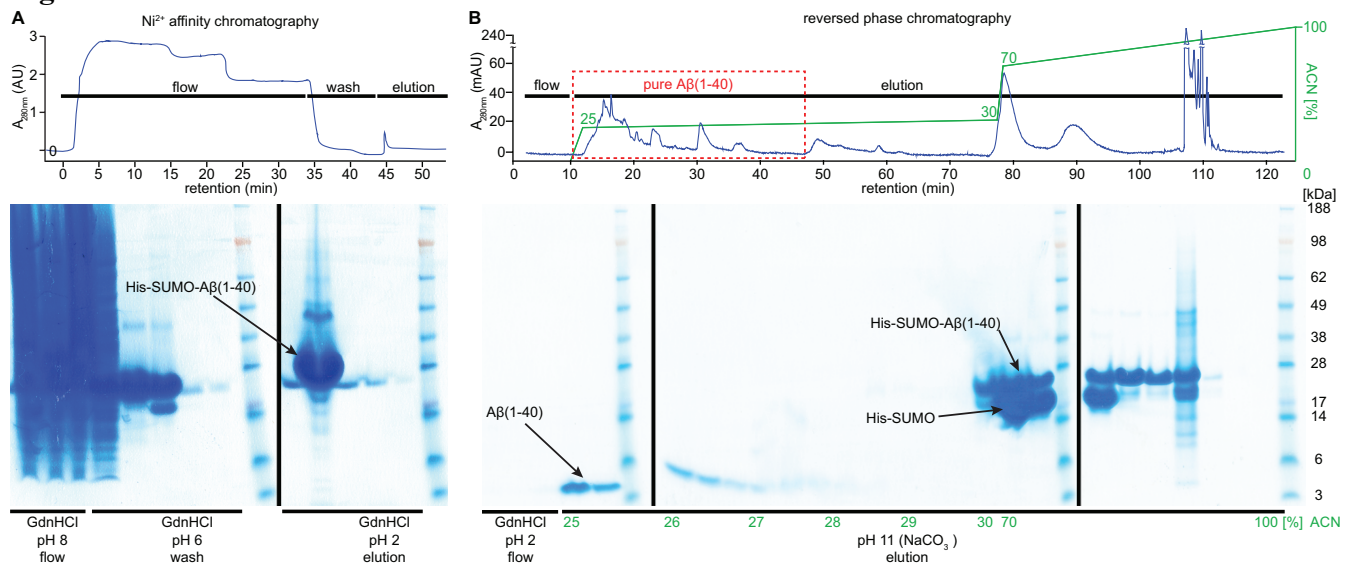 A
Ni²⁺ affinity chromatography
3
2
1
0
A280nm (AU)
flow
wash
elution
0 10 15 20 25 30 35 40 45 50
retention (min)
His-SUMO-Aβ(1-40)
GdnHCl
pH 8
flow
GdnHCl
pH 6
wash
GdnHCl
pH 2
elution
B
reversed phase chromatography
240
60
40
20
0
A280nm (mAU)
flow
pure Aβ(1-40)
elution
25
30
70
100
0
ACN [%]
0 10 20 30 40 50 60 70 80 90 100 110 120
retention (min)
[kDa]
188
98
62
49
38
28
17
14
6
3
His-SUMO-Aβ(1-40)
His-SUMO
Aβ(1-40)
GdnHCl
pH 2
flow
25 26 27 28 29 30 70 100 [%] ACN
pH 11 (NaCO3 )
elution